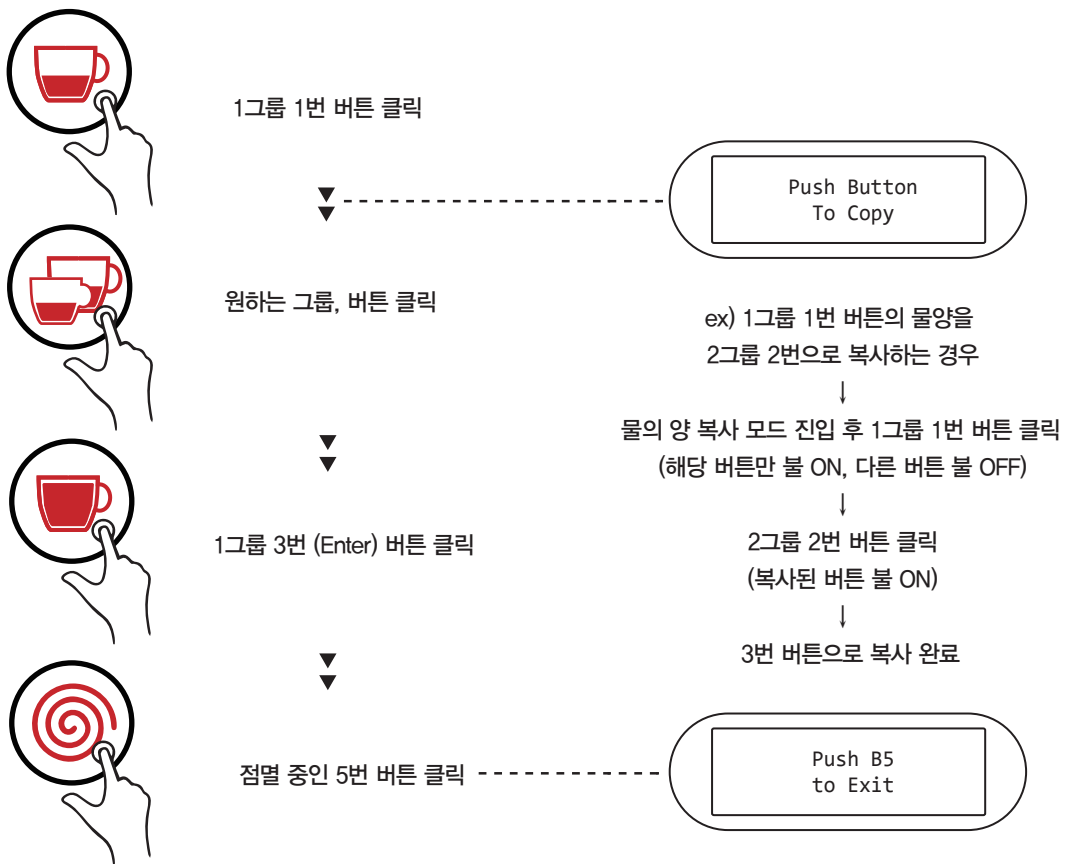 1그룹 1번 버튼 클릭
Push Button
To Copy
원하는 그룹, 버튼 클릭
ex) 1그룹 1번 버튼의 물양을
2그룹 2번으로 복사하는 경우
↓
물의 양 복사 모드 진입 후 1그룹 1번 버튼 클릭
(해당 버튼만 불 ON, 다른 버튼 불 OFF)
↓
1그룹 3번 (Enter) 버튼 클릭
2그룹 2번 버튼 클릭
(복사된 버튼 불 ON)
↓
3번 버튼으로 복사 완료
점멸 중인 5번 버튼 클릭
Push B5
to Exit